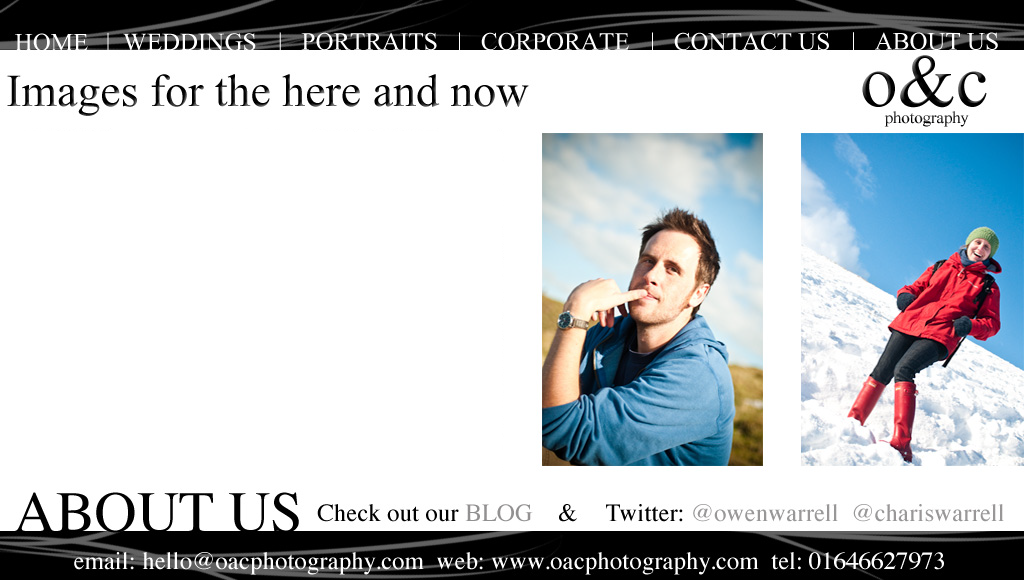 HOME | WEDDINGS | PORTRAITS | CORPORATE | CONTACT US | ABOUT US
Images for the here and now
o&c
photography
ABOUT US Check out our BLOG & Twitter: @owenwarrell @chariswarrell
email: hello@oacphotography.com web: www.oacphotography.com tel: 01646627973